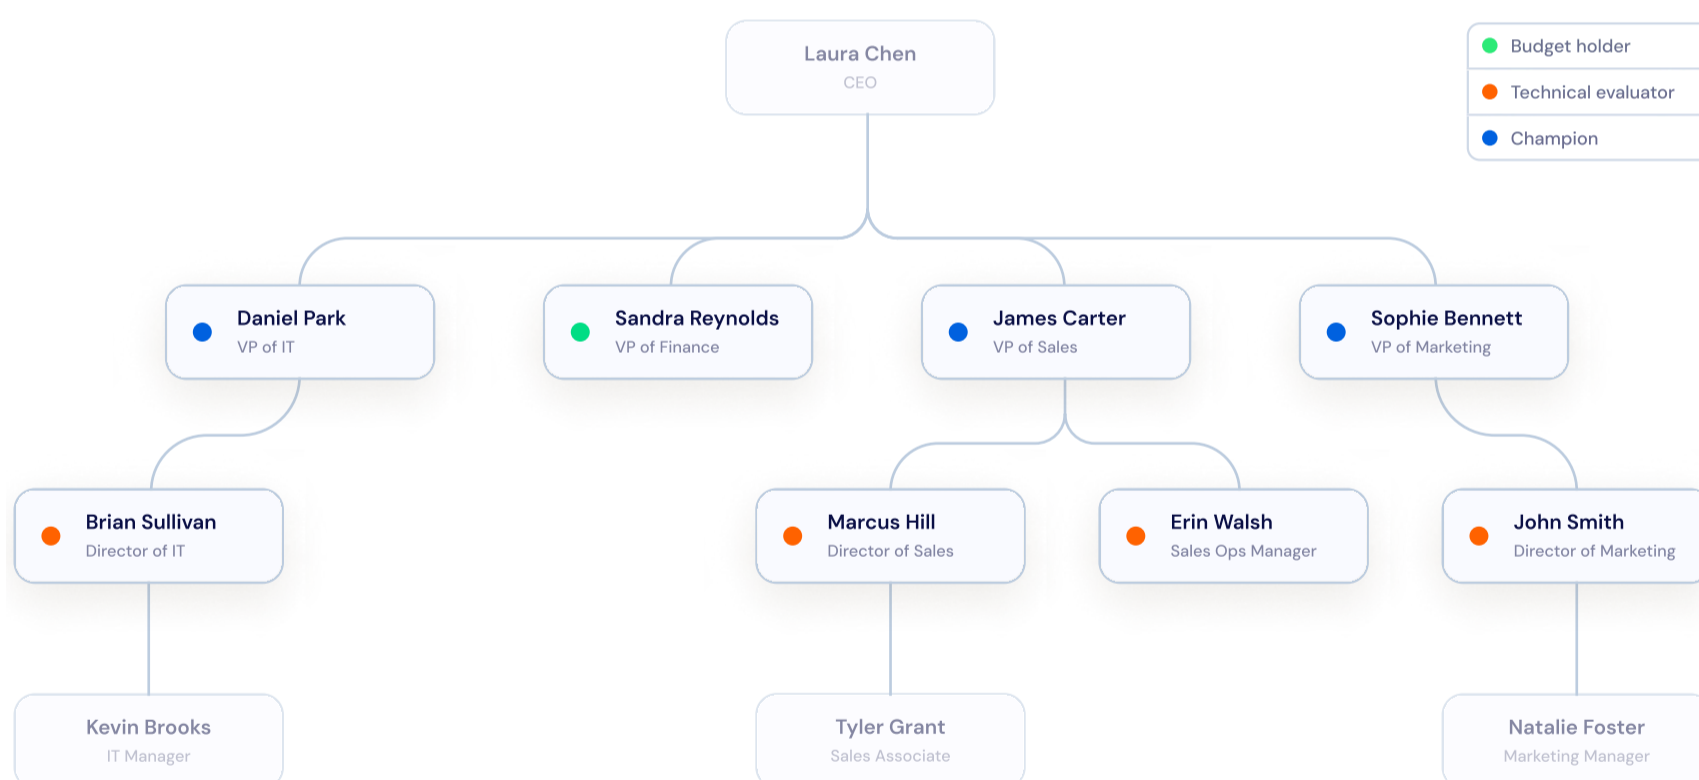 Laura Chen
CEO
Budget holder
Technical evaluator
Champion
Daniel Park
VP of IT
Sandra Reynolds
VP of Finance
James Carter
VP of Sales
Sophie Bennett
VP of Marketing
Brian Sullivan
Director of IT
Marcus Hill
Director of Sales
Erin Walsh
Sales Ops Manager
John Smith
Director of Marketing
Kevin Brooks
IT Manager
Tyler Grant
Sales Associate
Natalie Foster
Marketing Manager